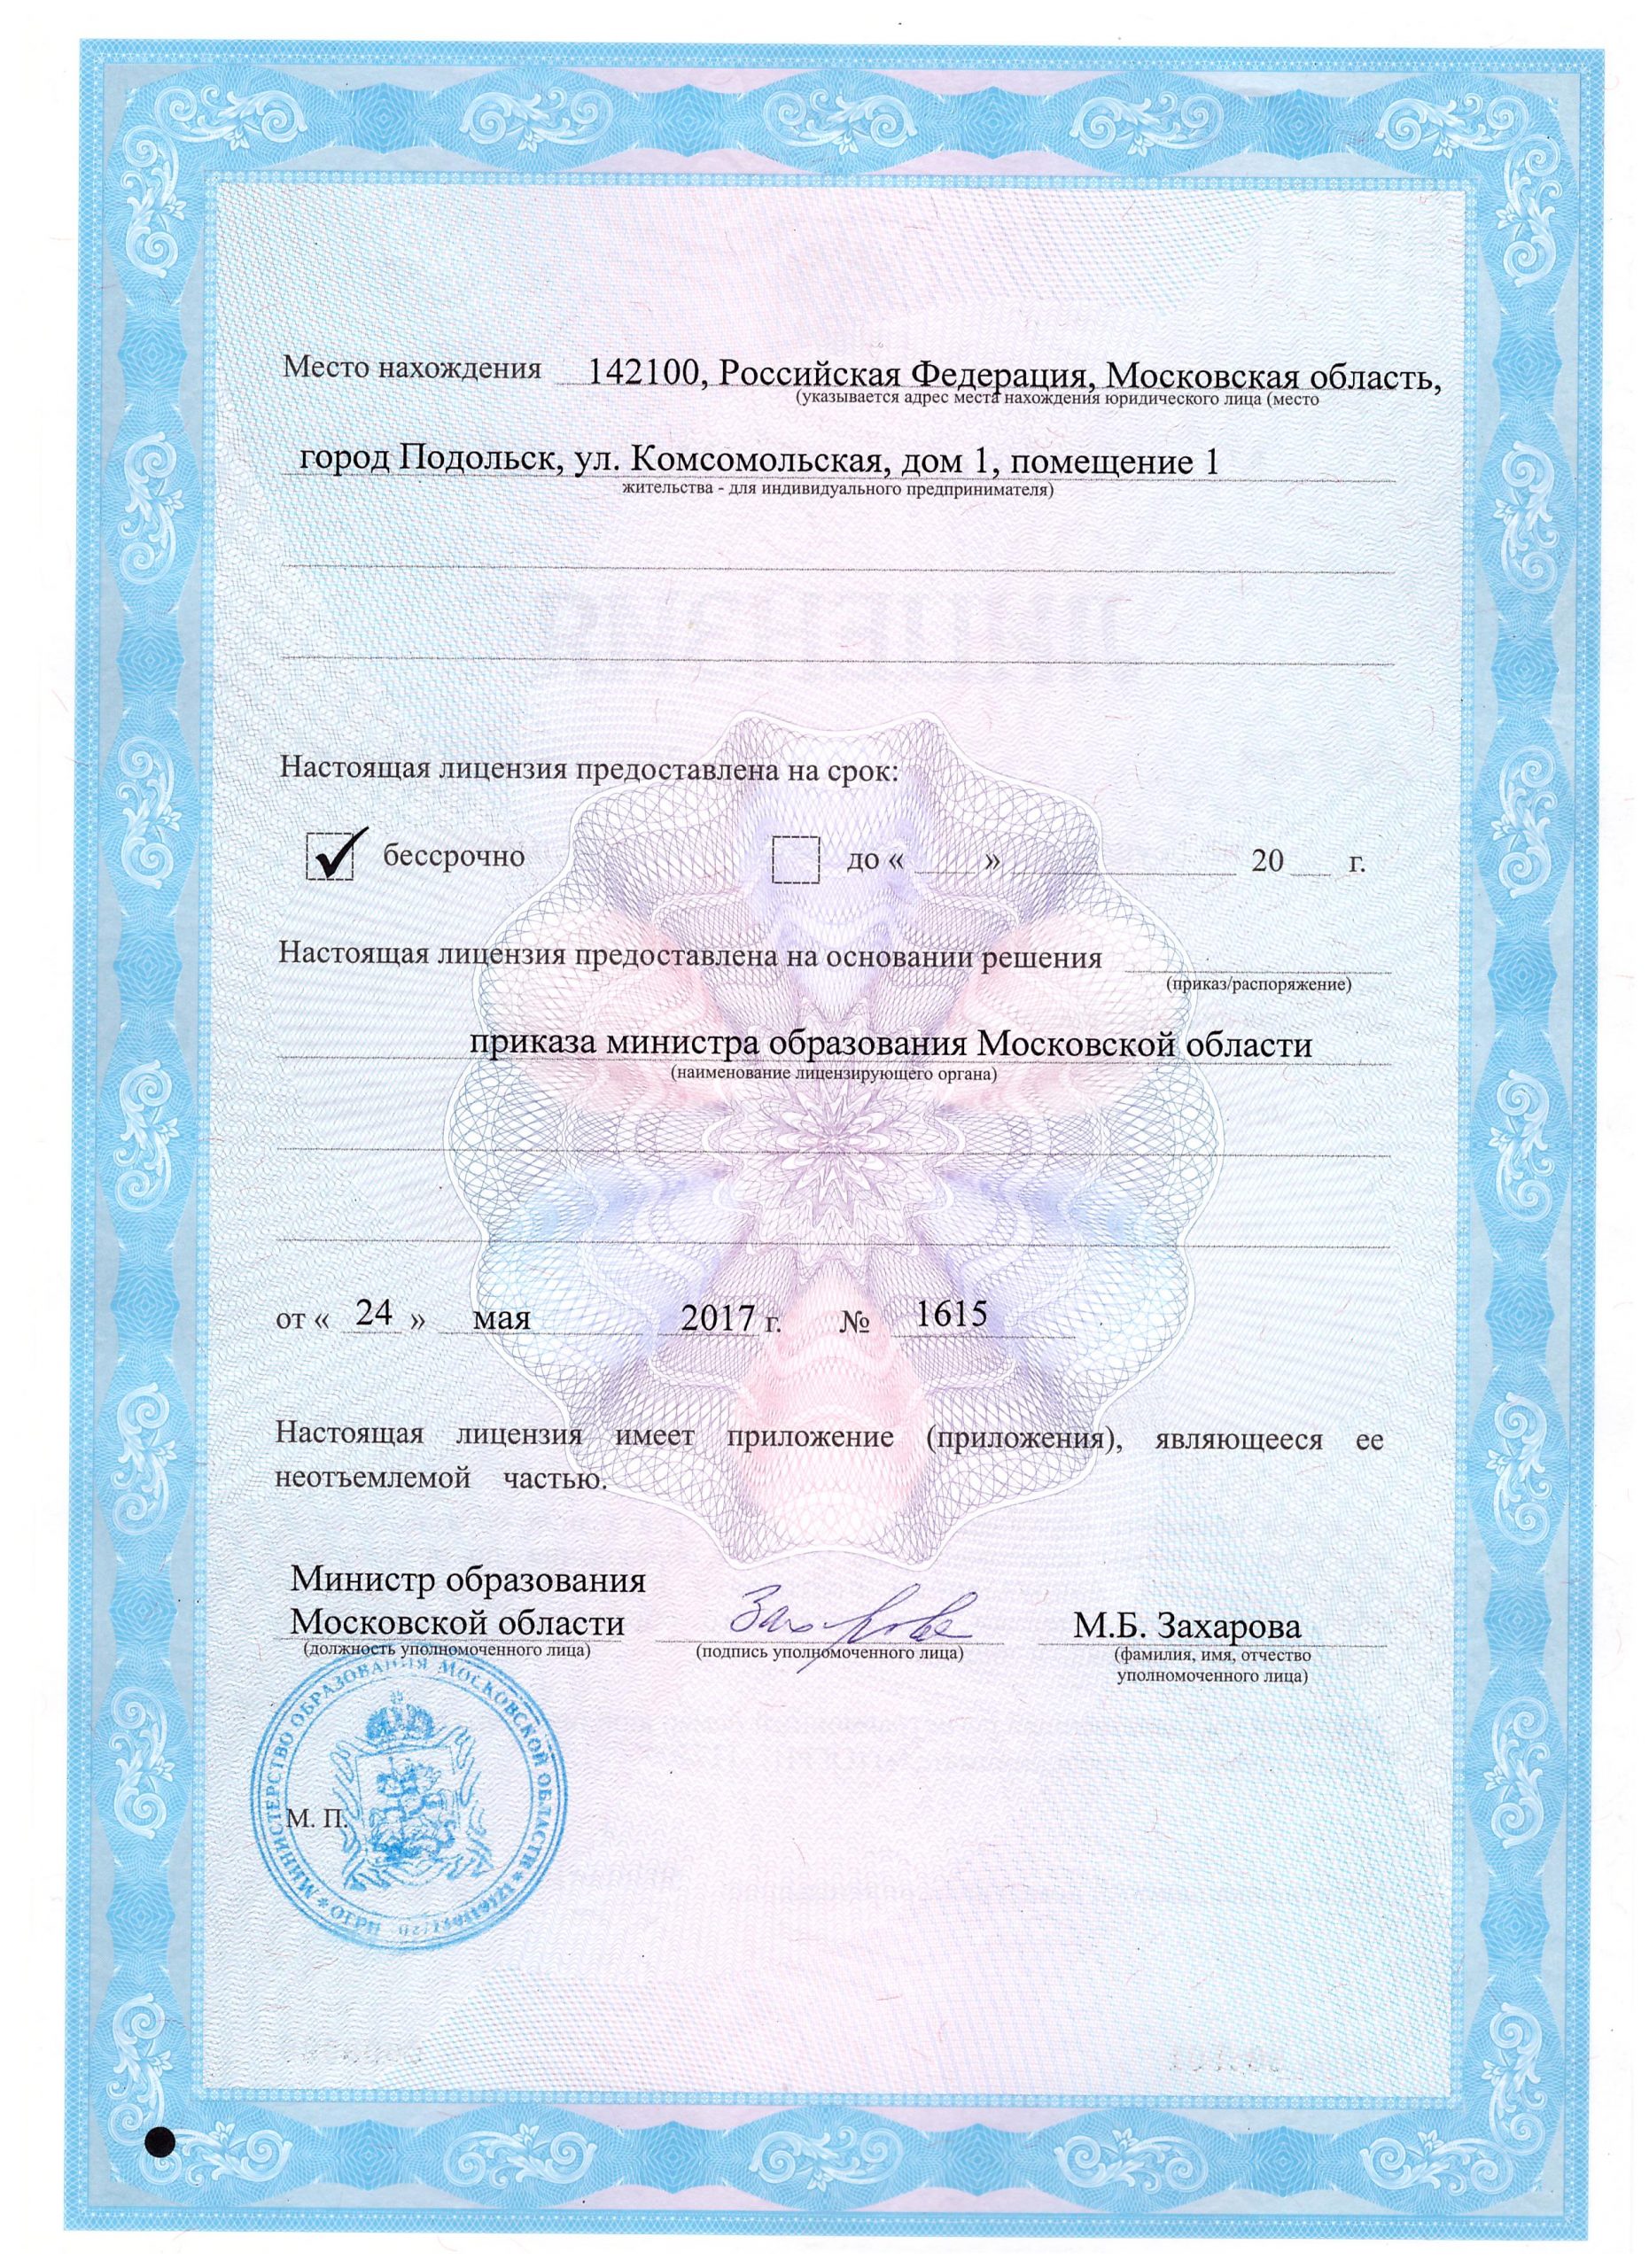 Место нахождения 142100, Российская Федерация, Московская область,
(указывается адрес места нахождения юридического лица (место
город Подольск, ул. Комсомольская, дом 1, помещение 1
жительства - для индивидуального предпринимателя)
Настоящая лицензия предоставлена на срок:
бессрочно до « » 20 г.
Настоящая лицензия предоставлена на основании решения
(приказ/распоряжение)
приказа министра образования Московской области
(наименование лицензирующего органа)
от « 24 » мая 2017 г. № 1615
Настоящая лицензия имеет приложение (приложения), являющееся ее
неотъемлемой частью.
Министр образования
Московской области Захарова М.Б. Захарова
(должность уполномоченного лица) (подпись уполномоченного лица) (фамилия, имя, отчество
уполномоченного лица)
МИНИСТЕРСТВО ОБРАЗОВАНИЯ МОСКОВСКОЙ ОБЛАСТИ * ОГРН
М. П.